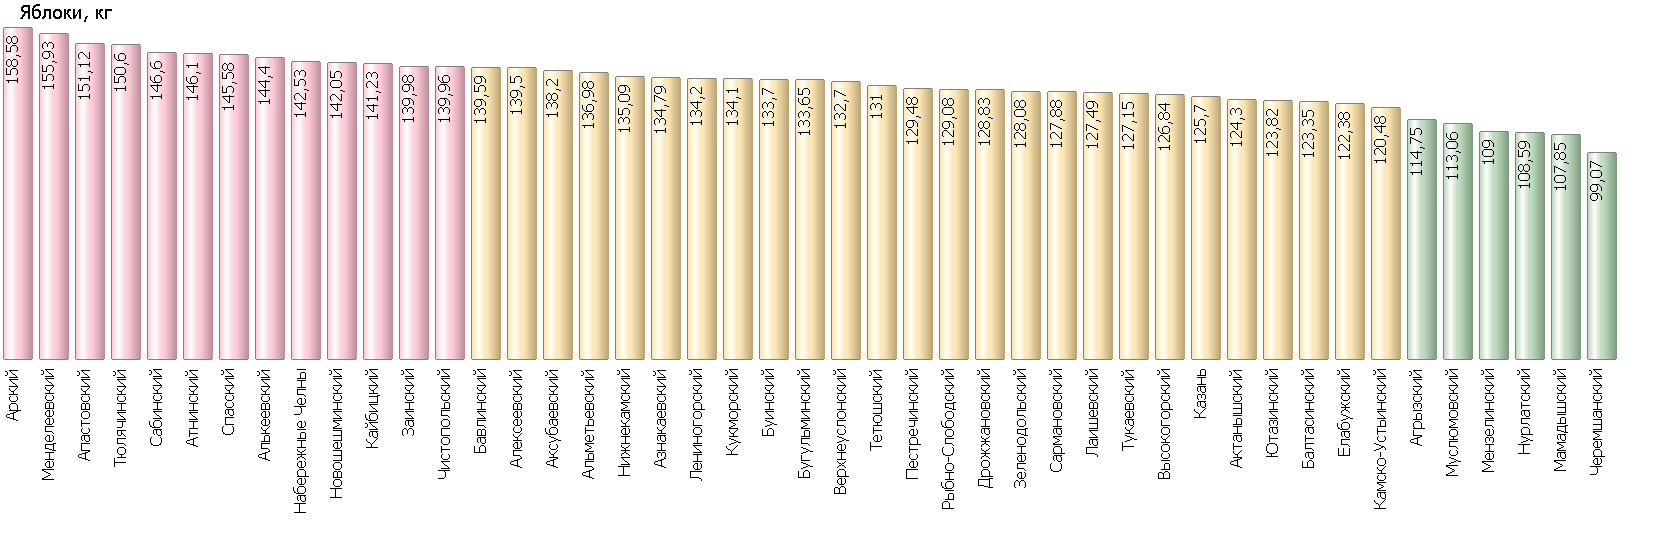 Яблоки, кг
158,58
155,93
151,12
150,6
146,6
146,1
145,58
144,4
142,53
142,05
141,23
139,98
139,96
139,59
139,5
138,2
136,98
135,09
134,79
134,2
134,1
133,7
133,65
132,7
131
129,48
129,08
128,83
128,08
127,88
127,49
127,15
126,84
125,7
124,3
123,82
123,35
122,38
120,48
114,75
113,06
109
108,59
107,85
99,07
Арский
Менделеевский
Апастовский
Тюлячинский
Сабинский
Атнинский
Спасский
Алькеевский
Набережные Челны
Новошешминский
Кайбицкий
Заинский
Чистопольский
Бавлинский
Алексеевский
Аксубаевский
Альметьевский
Нижнекамский
Азнакаевский
Лениногорский
Кукморский
Буинский
Бугульминский
Верхнеуслонский
Тетюшский
Пестречинский
Рыбно-Слободский
Дрожжановский
Зеленодольский
Сармановский
Лаишевский
Тукаевский
Высокогорский
Казань
Актанышский
Ютазинский
Балтасинский
Елабужский
Камско-Устьинский
Агрызский
Муслюмовский
Мензелинский
Нурлатский
Мамадышский
Черемшанский